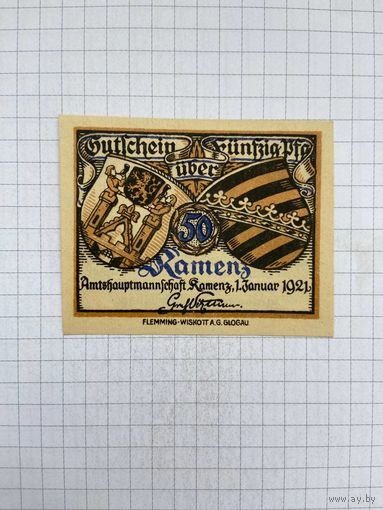 Gutschein Fünfzig Pfg
über
50
Kamenz
Amtshauptmannschaft Kamenz, 1. Januar 1921
FLEMMING-WISKOTT A.G. GLOGAU
www.ay.by